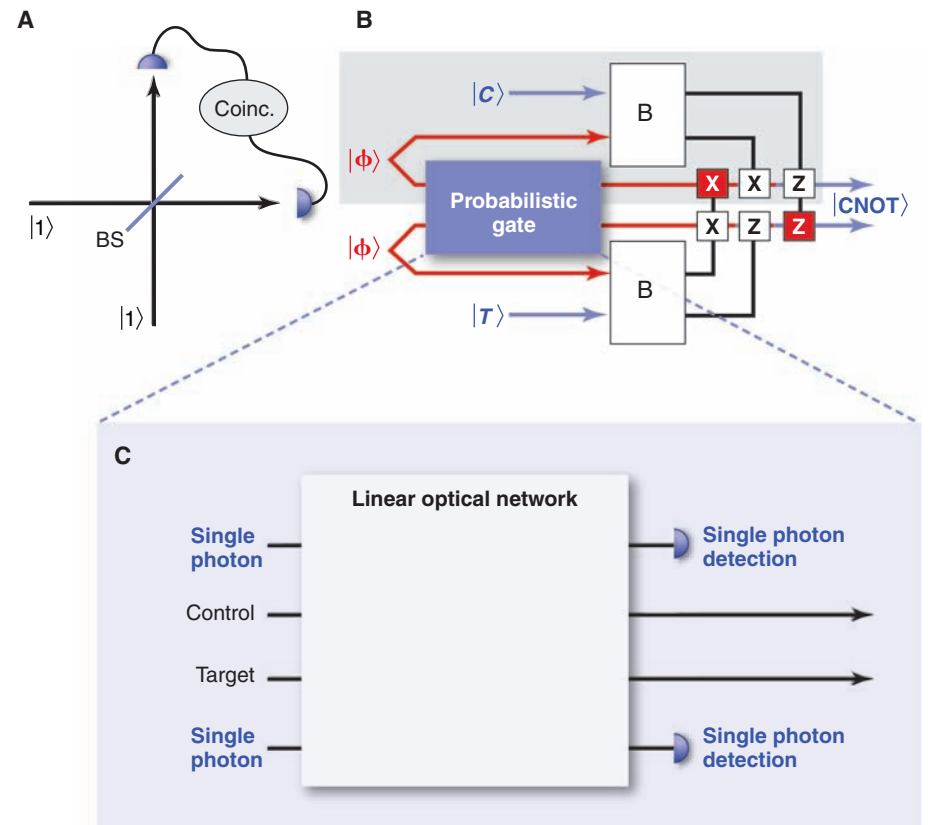 A
Coinc.
|1⟩
BS
|1⟩
B
|C⟩
B
|ϕ⟩
Probabilistic
gate
X
X
Z
|CNOT⟩
X
Z
Z
|ϕ⟩
B
|T⟩
C
Linear optical network
Single
photon
Single photon
detection
Control
Target
Single
photon
Single photon
detection